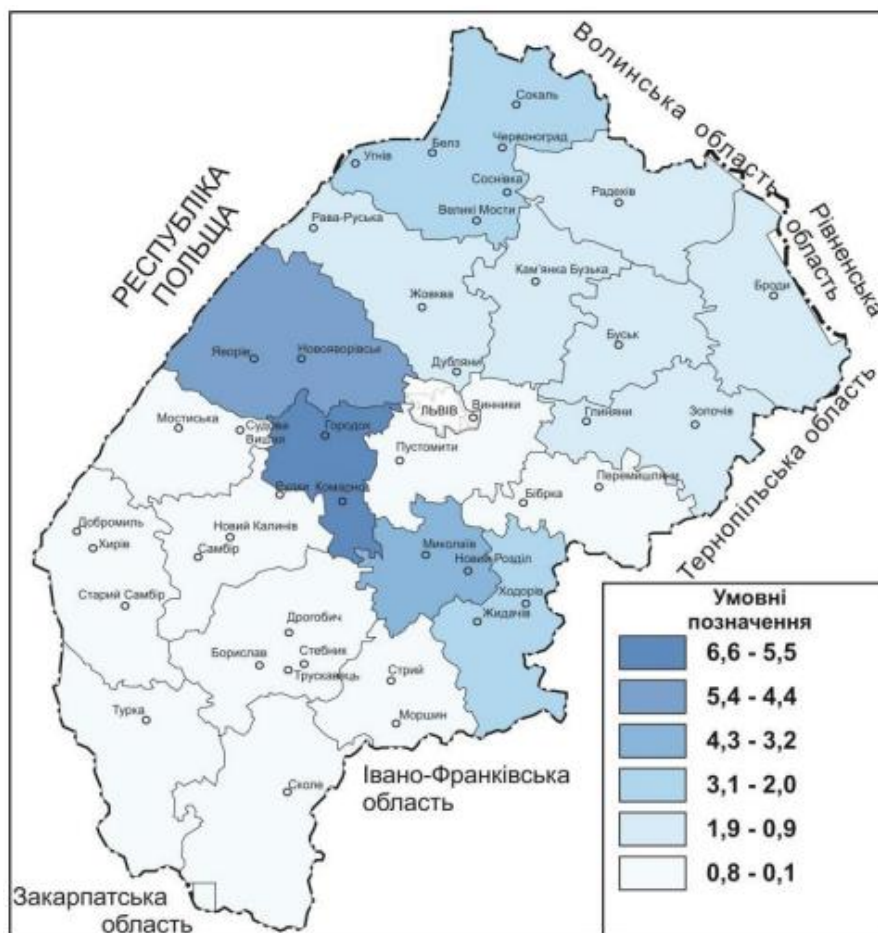 Волинська область
Рівненська
область
РЕСПУБЛІКА
ПОЛЬЩА
Тернопільська область
Івано-Франківська
область
Закарпатська
область
Сокаль
Червоноград
Белз
Угнів
Соснівка
Великі Мости
Радехів
Рава-Руська
Кам'янка Бузька
Броди
Жовква
Буськ
Яворів
Новояворівськ
Дубляни
ЛЬВІВ
Винники
Глиняни
Золочів
Мостиська
Судова
Вишня
Городок
Пустомити
Перемишляни
Рудки
Комарно
Бібрка
Добромиль
Хирів
Новий Калинів
Самбір
Миколаїв
Новий Розділ
Старий Самбір
Ходорів
Жидачів
Дрогобич
Борислав
Стебник
Трускавець
Стрий
Турка
Моршин
Сколе
Умовні
позначення
6,6 - 5,5
5,4 - 4,4
4,3 - 3,2
3,1 - 2,0
1,9 - 0,9
0,8 - 0,1